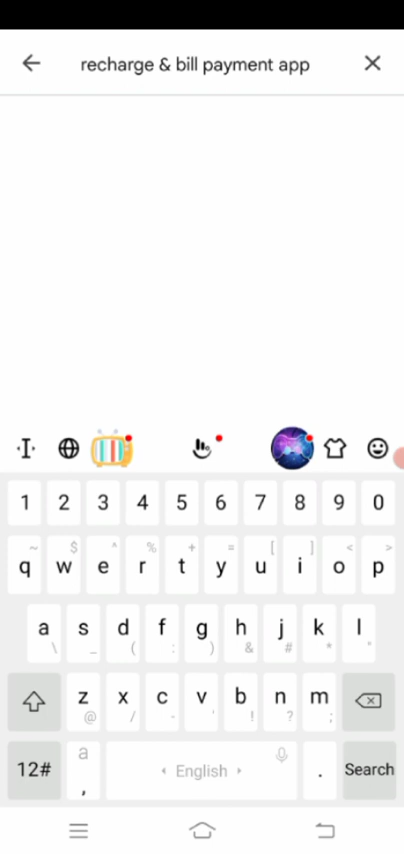 recharge & bill payment app
1 2 3 4 5 6 7 8 9 0
~ $ ^ % + = [ ] < >
q w e r t y u i o p
a s d f g h j k l
\ _ ( : ) & # * "
z x c v b n m
@ / - ' ! ? ;
12# a , English . Search